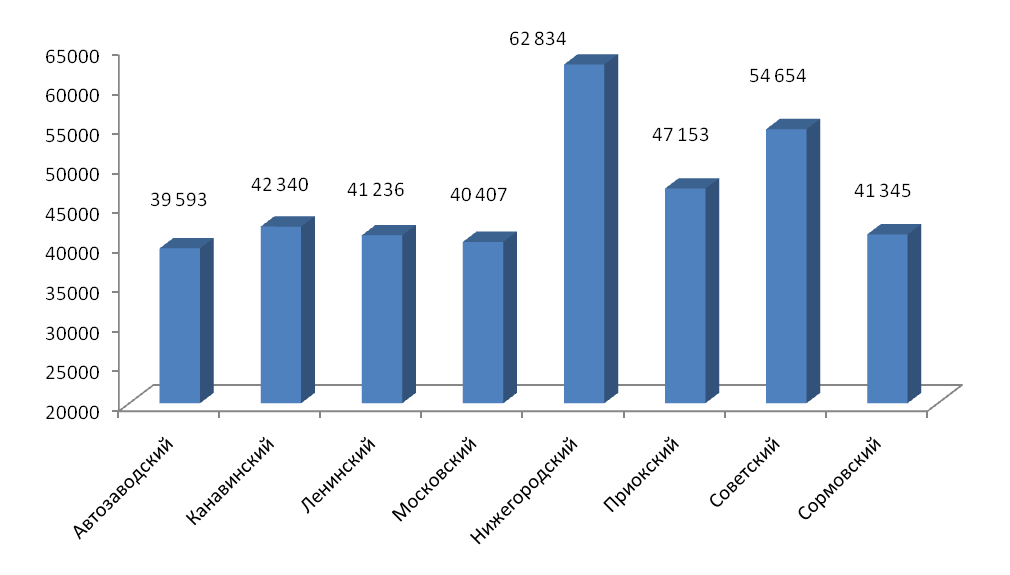 62 834
54 654
47 153
42 340
41 236
40 407
39 593
41 345
65000
60000
55000
50000
45000
40000
35000
30000
25000
20000
Автозаводский
Канавинский
Ленинский
Московский
Нижегородский
Приокский
Советский
Сормовский